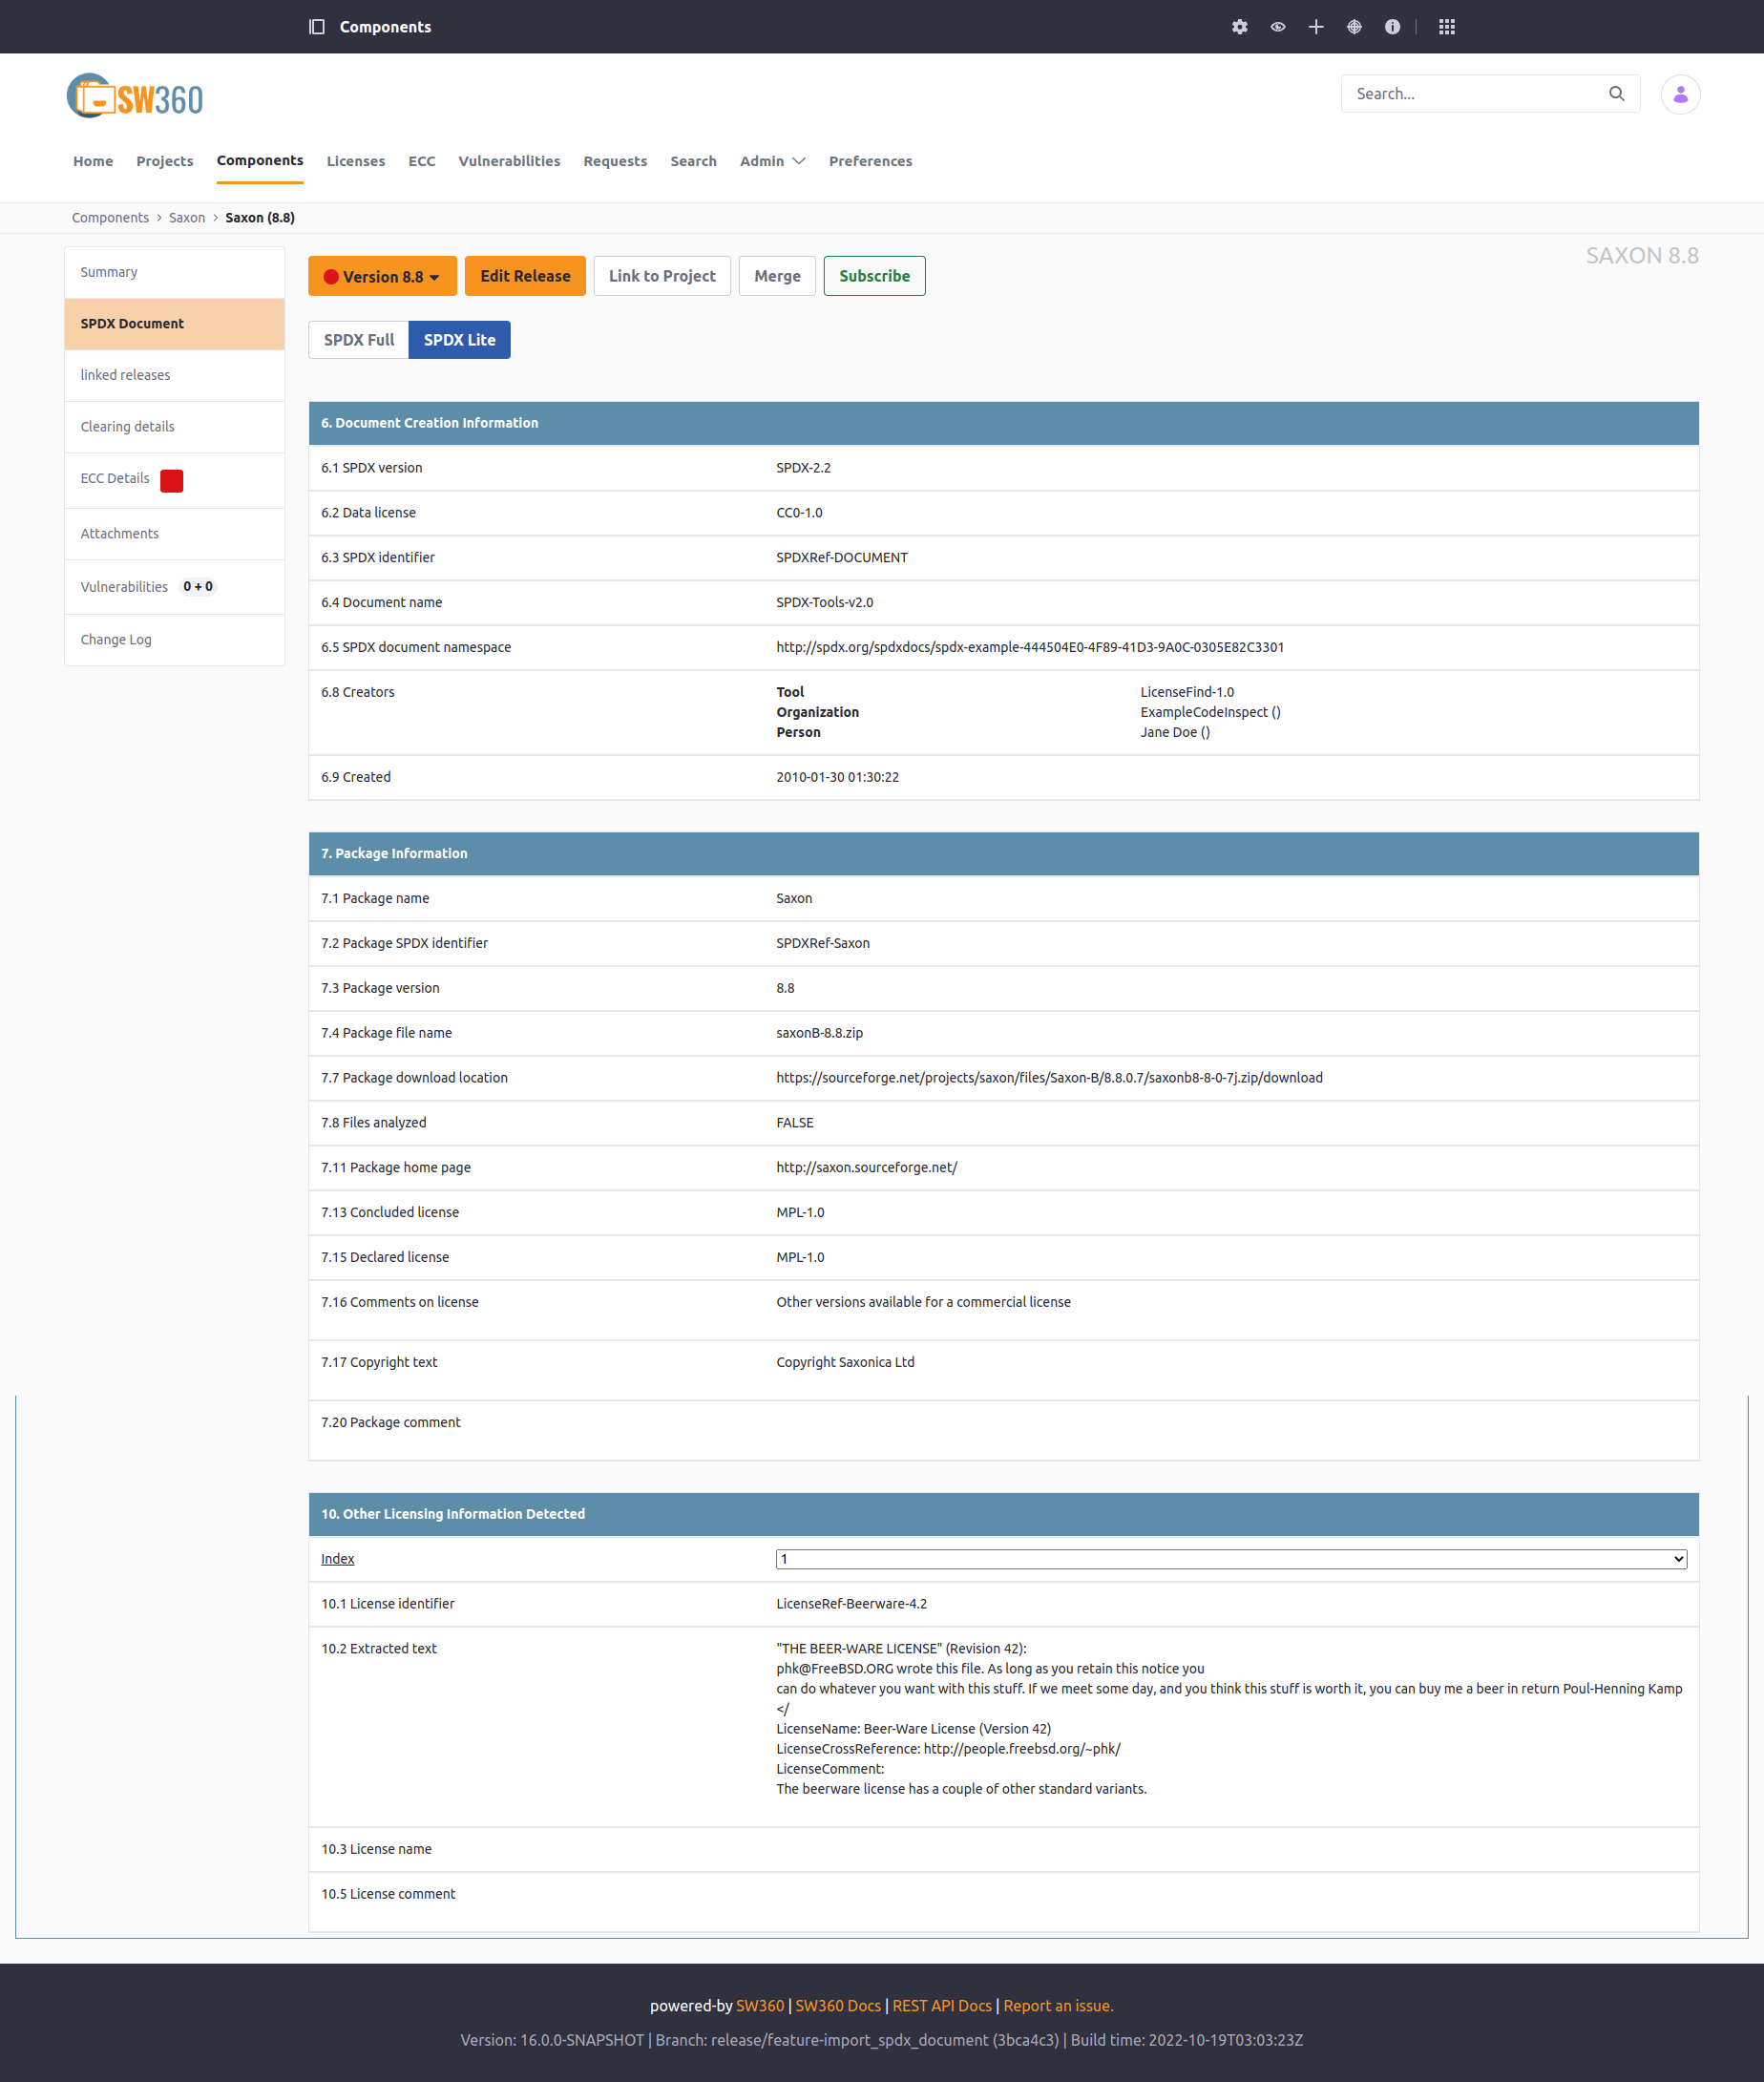 Components
SW360
Search...
Home Projects Components Licenses ECC Vulnerabilities Requests Search Admin Preferences
Components > Saxon > Saxon (8.8)
SAXON 8.8
Summary
SPDX Document
linked releases
Clearing details
ECC Details
Attachments
Vulnerabilities 0 + 0
Change Log
Version 8.8 Edit Release Link to Project Merge Subscribe
SPDX Full SPDX Lite
6. Document Creation Information
6.1 SPDX version SPDX-2.2
6.2 Data license CC0-1.0
6.3 SPDX identifier SPDXRef-DOCUMENT
6.4 Document name SPDX-Tools-v2.0
6.5 SPDX document namespace http://spdx.org/spdxdocs/spdx-example-444504E0-4F89-41D3-9A0C-0305E82C3301
6.8 Creators Tool LicenseFind-1.0
Organization ExampleCodeInspect ()
Person Jane Doe ()
6.9 Created 2010-01-30 01:30:22
7. Package Information
7.1 Package name Saxon
7.2 Package SPDX identifier SPDXRef-Saxon
7.3 Package version 8.8
7.4 Package file name saxonB-8.8.zip
7.7 Package download location https://sourceforge.net/projects/saxon/files/Saxon-B/8.8.0.7/saxonb8-8-0-7j.zip/download
7.8 Files analyzed FALSE
7.11 Package home page http://saxon.sourceforge.net/
7.13 Concluded license MPL-1.0
7.15 Declared license MPL-1.0
7.16 Comments on license Other versions available for a commercial license
7.17 Copyright text Copyright Saxonica Ltd
7.20 Package comment
10. Other Licensing Information Detected
Index 1
10.1 License identifier LicenseRef-Beerware-4.2
10.2 Extracted text "THE BEER-WARE LICENSE" (Revision 42):
phk@FreeBSD.ORG wrote this file. As long as you retain this notice you
can do whatever you want with this stuff. If we meet some day, and you think this stuff is worth it, you can buy me a beer in return Poul-Henning Kamp
</
LicenseName: Beer-Ware License (Version 42)
LicenseCrossReference: http://people.freebsd.org/~phk/
LicenseComment:
The beerware license has a couple of other standard variants.
10.3 License name
10.5 License comment
powered-by SW360 | SW360 Docs | REST API Docs | Report an issue.
Version: 16.0.0-SNAPSHOT | Branch: release/feature-import_spdx_document (3bca4c3) | Build time: 2022-10-19T03:03:23Z